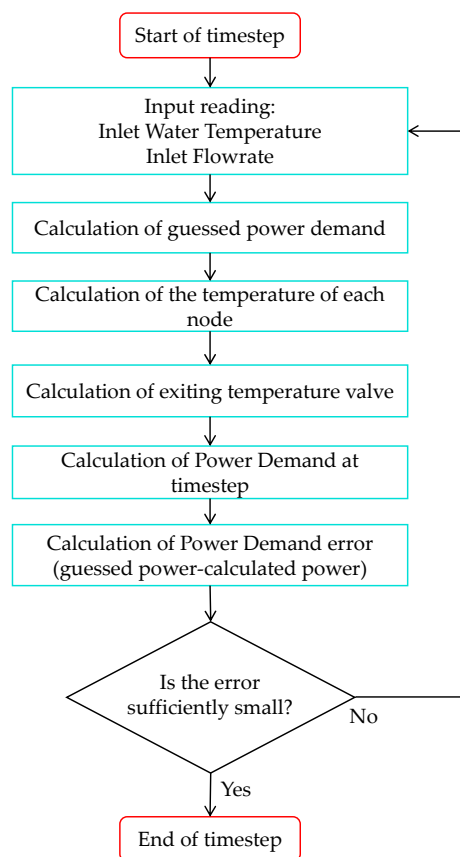 Start of timestep
Input reading:
Inlet Water Temperature
Inlet Flowrate
Calculation of guessed power demand
Calculation of the temperature of each
node
Calculation of exiting temperature valve
Calculation of Power Demand at
timestep
Calculation of Power Demand error
(guessed power-calculated power)
Is the error
sufficiently small?
No
Yes
End of timestep